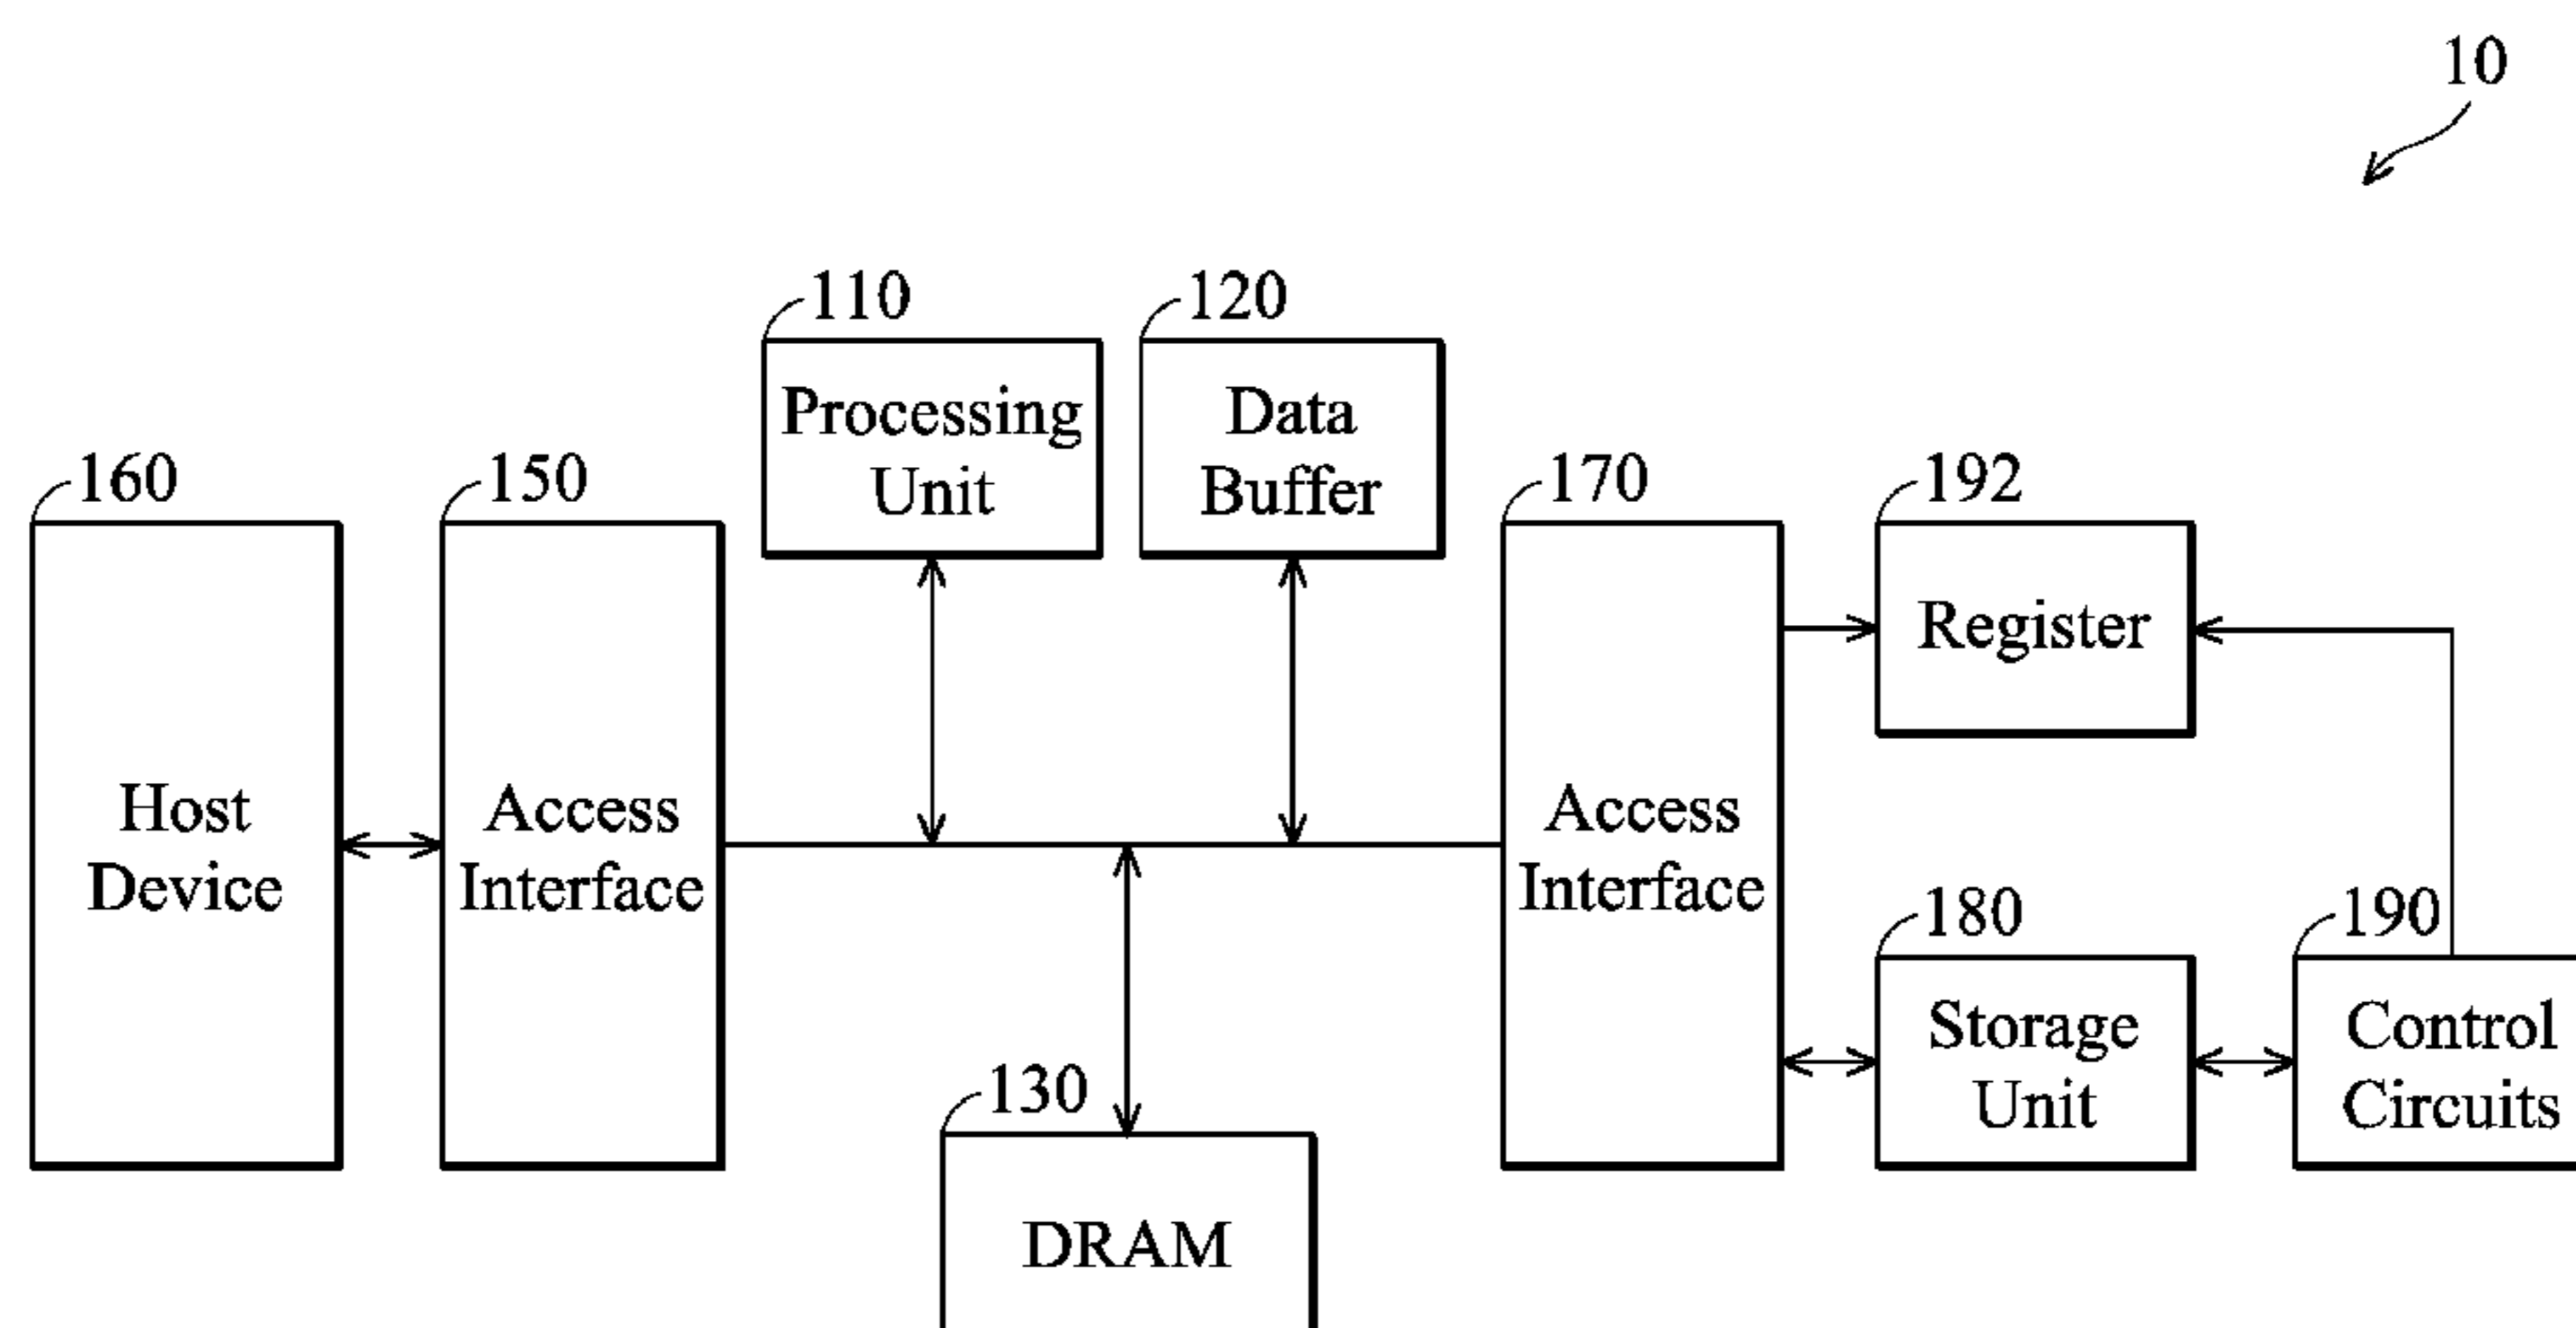 10
110
Processing
Unit
120
Data
Buffer
160
Host
Device
150
Access
Interface
170
Access
Interface
192
Register
180
Storage
Unit
190
Control
Circuits
130
DRAM